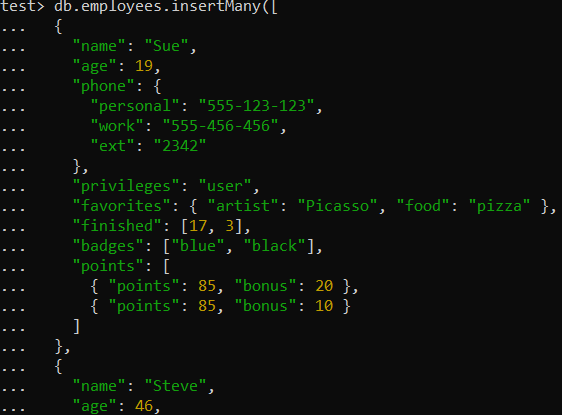 test> db.employees.insertMany([
...   {
...     "name": "Sue",
...     "age": 19,
...     "phone": {
...       "personal": "555-123-123",
...       "work": "555-456-456",
...       "ext": "2342"
...     },
...     "privileges": "user",
...     "favorites": { "artist": "Picasso", "food": "pizza" },
...     "finished": [17, 3],
...     "badges": ["blue", "black"],
...     "points": [
...       { "points": 85, "bonus": 20 },
...       { "points": 85, "bonus": 10 }
...     ]
...   },
...   {
...     "name": "Steve",
...     "age": 46,